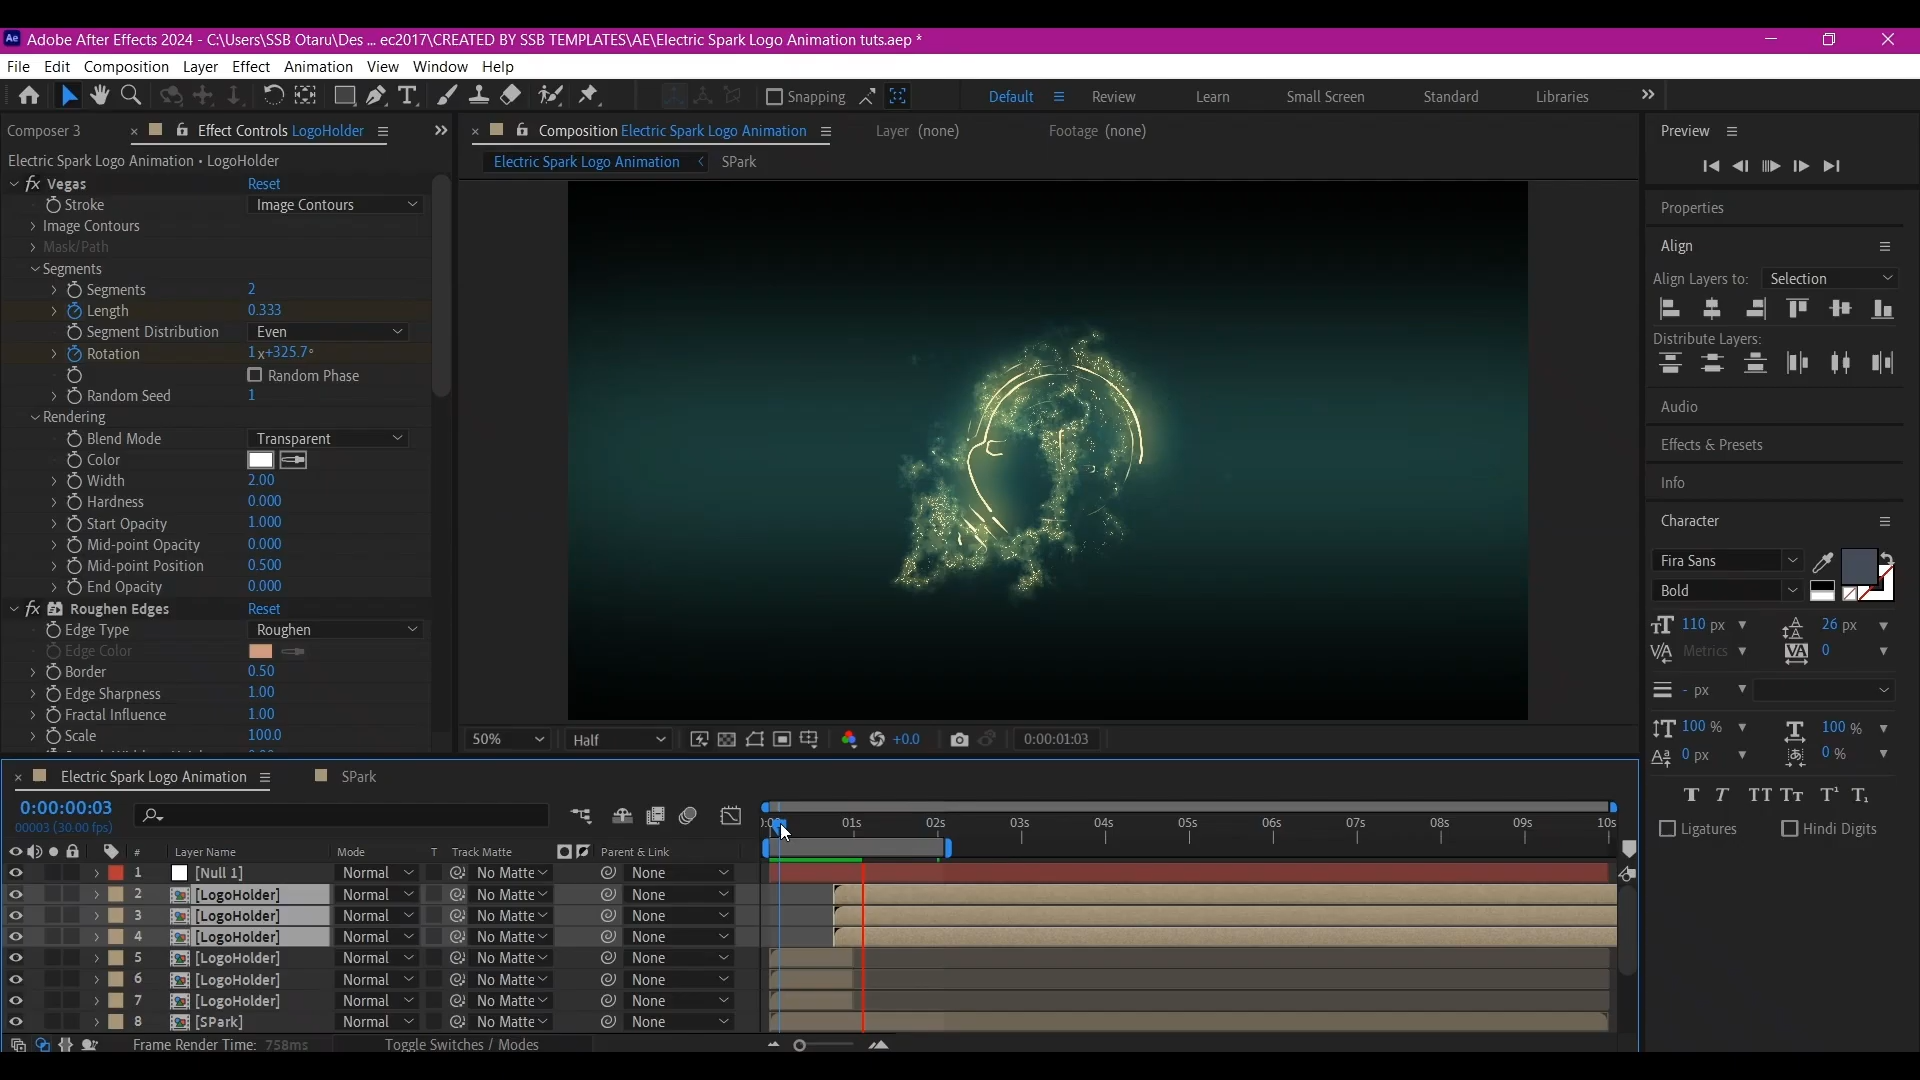 Adobe After Effects 2024 - C:\Users\SSB Otaru\Des ... ec2017\CREATED BY SSB TEMPLATES\AE\Electric Spark Logo Animation tuts.aep *
File Edit Composition Layer Effect Animation View Window Help
Snapping Default Review Learn Small Screen Standard Libraries
Composer 3 Effect Controls LogoHolder
Composition Electric Spark Logo Animation Layer (none) Footage (none)
Electric Spark Logo Animation • LogoHolder
Electric Spark Logo Animation SPark
Vegas Reset
Stroke Image Contours
Image Contours
Mask/Path
Segments
Segments 2
Length 0.333
Segment Distribution Even
Rotation 1x+325.7°
Random Phase
Random Seed 1
Rendering
Blend Mode Transparent
Color
Width 2.00
Hardness 0.000
Start Opacity 1.000
Mid-point Opacity 0.000
Mid-point Position 0.500
End Opacity 0.000
Roughen Edges Reset
Edge Type Roughen
Edge Color
Border 0.50
Edge Sharpness 1.00
Fractal Influence 1.00
Scale 100.0
50% Half +0.0 0:00:01:03
Preview
Properties
Align
Align Layers to: Selection
Distribute Layers:
Audio
Effects & Presets
Info
Character
Fira Sans
Bold
110 px 26 px
Metrics 0
- px
100 % 100 %
0 px 0 %
Ligatures Hindi Digits
Electric Spark Logo Animation SPark
0:00:00:03
00003 (30.00 fps)
01s 02s 03s 04s 05s 06s 07s 08s 09s 10s
# Layer Name Mode T Track Matte Parent & Link
1 [Null 1] Normal No Matte None
2 [LogoHolder] Normal No Matte None
3 [LogoHolder] Normal No Matte None
4 [LogoHolder] Normal No Matte None
5 [LogoHolder] Normal No Matte None
6 [LogoHolder] Normal No Matte None
7 [LogoHolder] Normal No Matte None
8 [SPark] Normal No Matte None
Frame Render Time: 758ms Toggle Switches / Modes